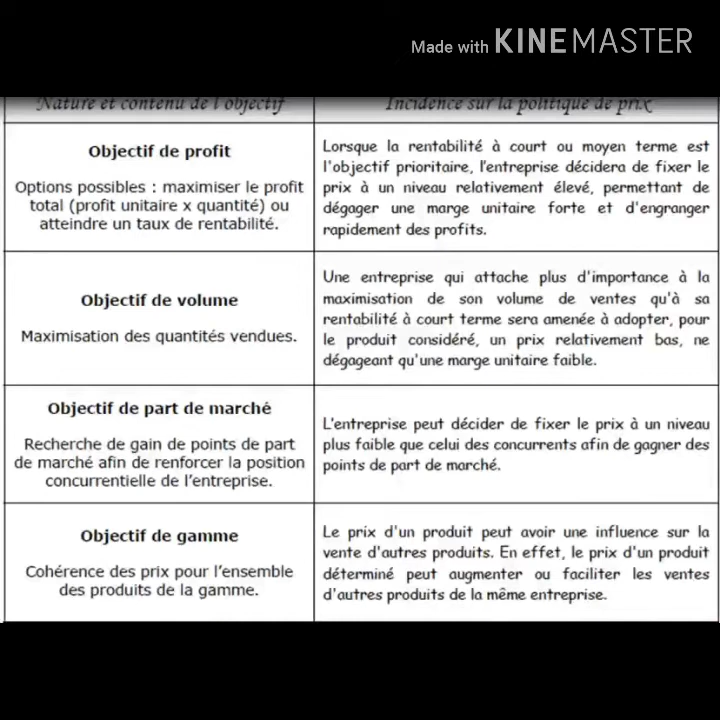 Made with KINEMASTER
Nature et contenu de l'objectif
Incidence sur la politique de prix
Objectif de profit
Options possibles : maximiser le profit
total (profit unitaire x quantité) ou
atteindre un taux de rentabilité.
Lorsque la rentabilité à court ou moyen terme est
l'objectif prioritaire, l'entreprise décidera de fixer le
prix à un niveau relativement élevé, permettant de
dégager une marge unitaire forte et d'engranger
rapidement des profits.
Objectif de volume
Maximisation des quantités vendues.
Une entreprise qui attache plus d'importance à la
maximisation de son volume de ventes qu'à sa
rentabilité à court terme sera amenée à adopter, pour
le produit considéré, un prix relativement bas, ne
dégageant qu'une marge unitaire faible.
Objectif de part de marché
Recherche de gain de points de part
de marché afin de renforcer la position
concurrentielle de l'entreprise.
L'entreprise peut décider de fixer le prix à un niveau
plus faible que celui des concurrents afin de gagner des
points de part de marché.
Objectif de gamme
Cohérence des prix pour l'ensemble
des produits de la gamme.
Le prix d'un produit peut avoir une influence sur la
vente d'autres produits. En effet, le prix d'un produit
déterminé peut augmenter ou faciliter les ventes
d'autres produits de la même entreprise.